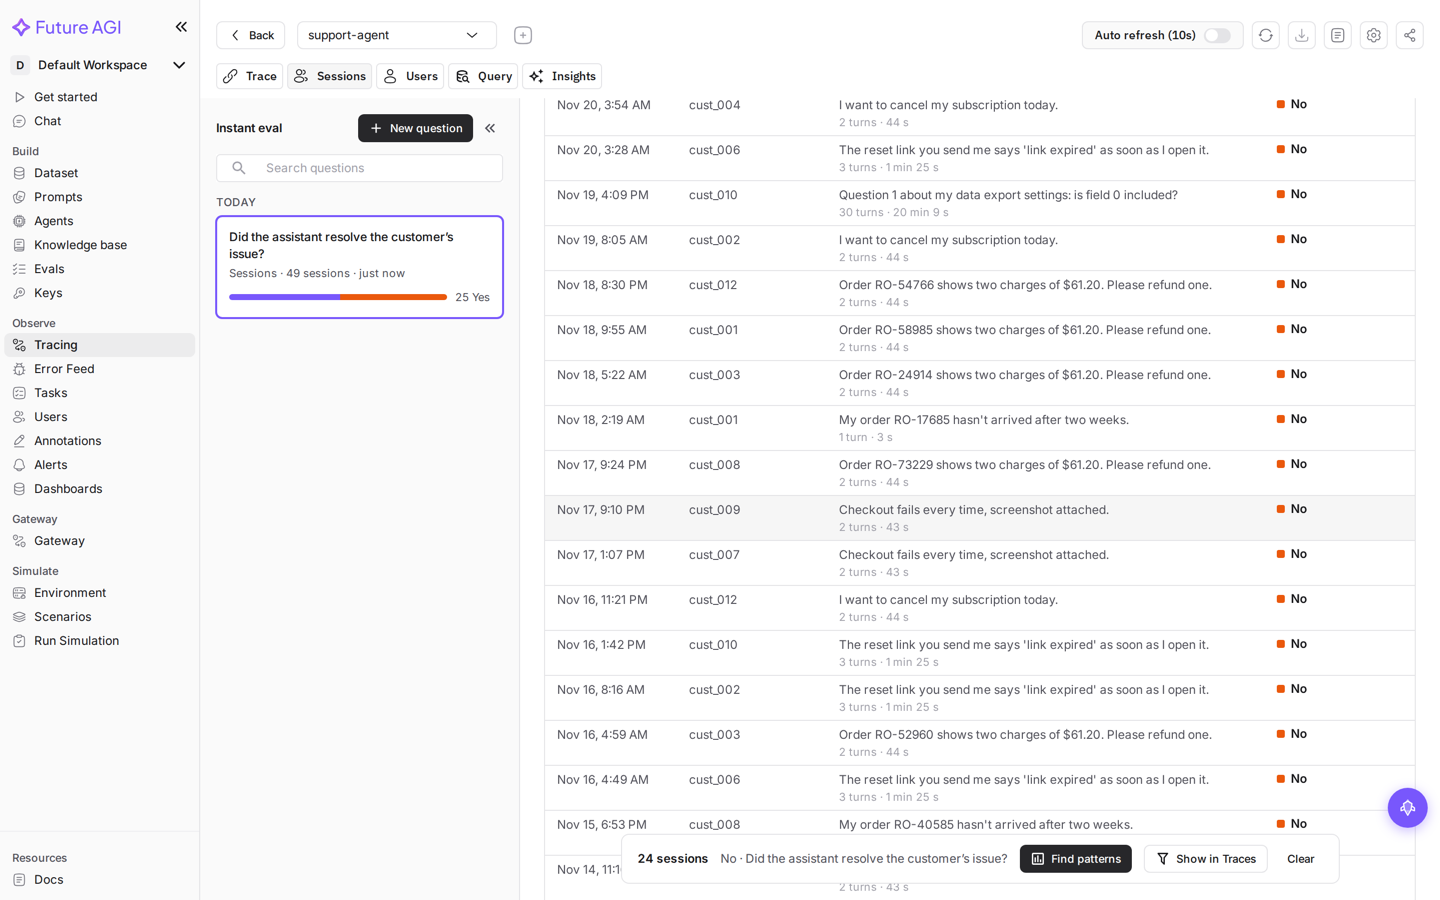 Future AGI
D Default Workspace
Get started
Chat
Build
Dataset
Prompts
Agents
Knowledge base
Evals
Keys
Observe
Tracing
Error Feed
Tasks
Users
Annotations
Alerts
Dashboards
Gateway
Gateway
Simulate
Environment
Scenarios
Run Simulation
Resources
Docs
Back
support-agent
Auto refresh (10s)
Trace
Sessions
Users
Query
Insights
Instant eval
New question
Search questions
TODAY
Did the assistant resolve the customer's
issue?
Sessions · 49 sessions · just now
25 Yes
Nov 20, 3:54 AM cust_004 I want to cancel my subscription today. No
2 turns · 44 s
Nov 20, 3:28 AM cust_006 The reset link you send me says 'link expired' as soon as I open it. No
3 turns · 1 min 25 s
Nov 19, 4:09 PM cust_010 Question 1 about my data export settings: is field 0 included? No
30 turns · 20 min 9 s
Nov 19, 8:05 AM cust_002 I want to cancel my subscription today. No
2 turns · 44 s
Nov 18, 8:30 PM cust_012 Order RO-54766 shows two charges of $61.20. Please refund one. No
2 turns · 44 s
Nov 18, 9:55 AM cust_001 Order RO-58985 shows two charges of $61.20. Please refund one. No
2 turns · 44 s
Nov 18, 5:22 AM cust_003 Order RO-24914 shows two charges of $61.20. Please refund one. No
2 turns · 44 s
Nov 18, 2:19 AM cust_001 My order RO-17685 hasn't arrived after two weeks. No
1 turn · 3 s
Nov 17, 9:24 PM cust_008 Order RO-73229 shows two charges of $61.20. Please refund one. No
2 turns · 44 s
Nov 17, 9:10 PM cust_009 Checkout fails every time, screenshot attached. No
2 turns · 43 s
Nov 17, 1:07 PM cust_007 Checkout fails every time, screenshot attached. No
2 turns · 43 s
Nov 16, 11:21 PM cust_012 I want to cancel my subscription today. No
2 turns · 44 s
Nov 16, 1:42 PM cust_010 The reset link you send me says 'link expired' as soon as I open it. No
3 turns · 1 min 25 s
Nov 16, 8:16 AM cust_002 The reset link you send me says 'link expired' as soon as I open it. No
3 turns · 1 min 25 s
Nov 16, 4:59 AM cust_003 Order RO-52960 shows two charges of $61.20. Please refund one. No
2 turns · 44 s
Nov 16, 4:49 AM cust_006 The reset link you send me says 'link expired' as soon as I open it. No
3 turns · 1 min 25 s
Nov 15, 6:53 PM cust_008 My order RO-40585 hasn't arrived after two weeks. No
24 sessions No · Did the assistant resolve the customer's issue? Find patterns Show in Traces Clear
Nov 14,
2 turns · 43 s